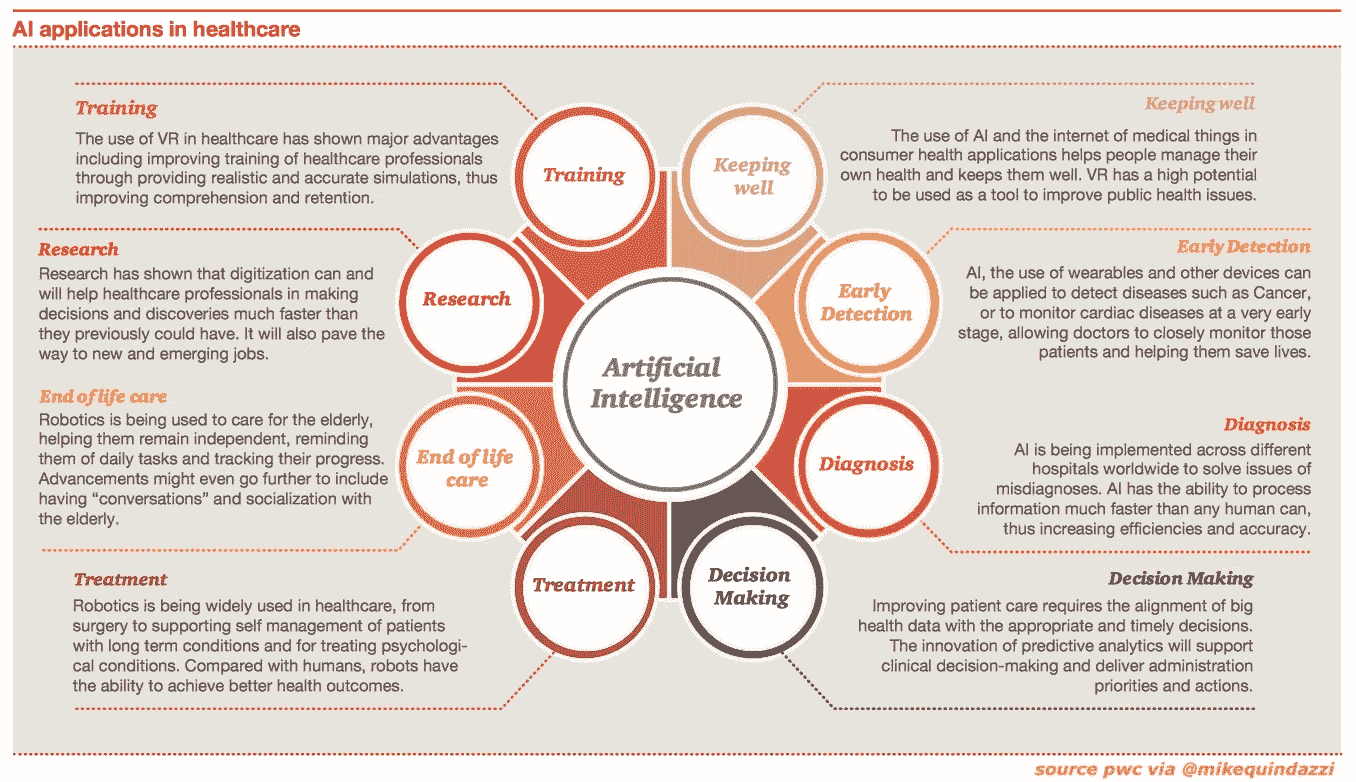 AI applications in healthcare
Training
The use of VR in healthcare has shown major advantages
including improving training of healthcare professionals
through providing realistic and accurate simulations, thus
improving comprehension and retention.
Research
Research has shown that digitization can and
will help healthcare professionals in making
decisions and discoveries much faster than
they previously could have. It will also pave the
way to new and emerging jobs.
End of life care
Robotics is being used to care for the elderly,
helping them remain independent, reminding
them of daily tasks and tracking their progress.
Advancements might even go further to include
having “conversations” and socialization with
the elderly.
Treatment
Robotics is being widely used in healthcare, from
surgery to supporting self management of patients
with long term conditions and for treating psychologi-
cal conditions. Compared with humans, robots have
the ability to achieve better health outcomes.
Training
Keeping
well
Research
Early
Detection
Artificial
Intelligence
End of life
care
Diagnosis
Treatment
Decision
Making
Keeping well
The use of AI and the internet of medical things in
consumer health applications helps people manage their
own health and keeps them well. VR has a high potential
to be used as a tool to improve public health issues.
Early Detection
AI, the use of wearables and other devices can
be applied to detect diseases such as Cancer,
or to monitor cardiac diseases at a very early
stage, allowing doctors to closely monitor those
patients and helping them save lives.
Diagnosis
AI is being implemented across different
hospitals worldwide to solve issues of
misdiagnoses. AI has the ability to process
information much faster than any human can,
thus increasing efficiencies and accuracy.
Decision Making
Improving patient care requires the alignment of big
health data with the appropriate and timely decisions.
The innovation of predictive analytics will support
clinical decision-making and deliver administration
priorities and actions.
source pwc via @mikequindazzi